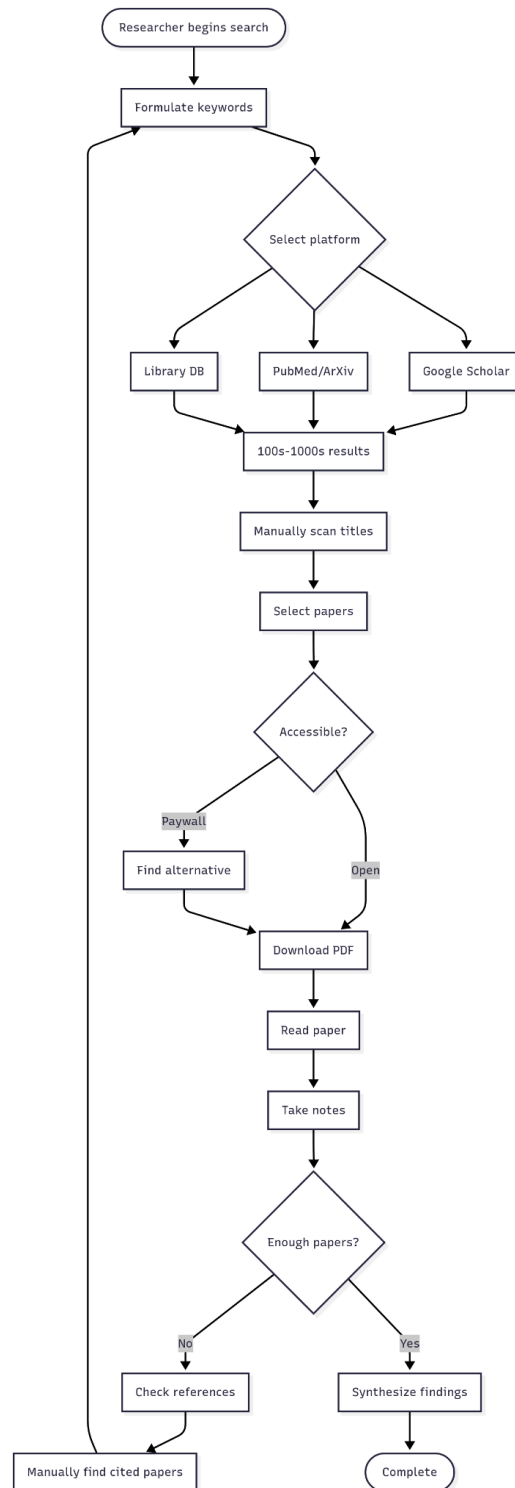 Researcher begins search
Formulate keywords
Select platform
Library DB
PubMed/ArXiv
Google Scholar
100s-1000s results
Manually scan titles
Select papers
Accessible?
Paywall
Find alternative
Open
Download PDF
Read paper
Take notes
Enough papers?
No
Yes
Check references
Synthesize findings
Manually find cited papers
Complete